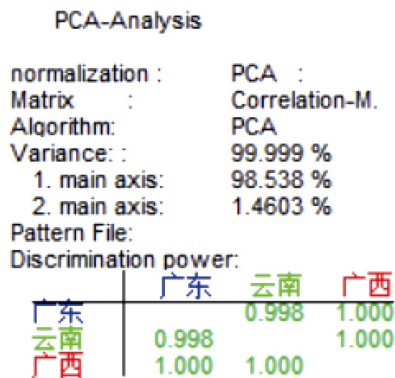 PCA-Analysis
normalization : PCA :
Matrix : Correlation-M.
Algorithm: PCA
Variance: : 99.999 %
1. main axis: 98.538 %
2. main axis: 1.4603 %
Pattern File:
Discrimination power:
广东 云南 广西
广东 0.998 1.000
云南 0.998 1.000
广西 1.000 1.000